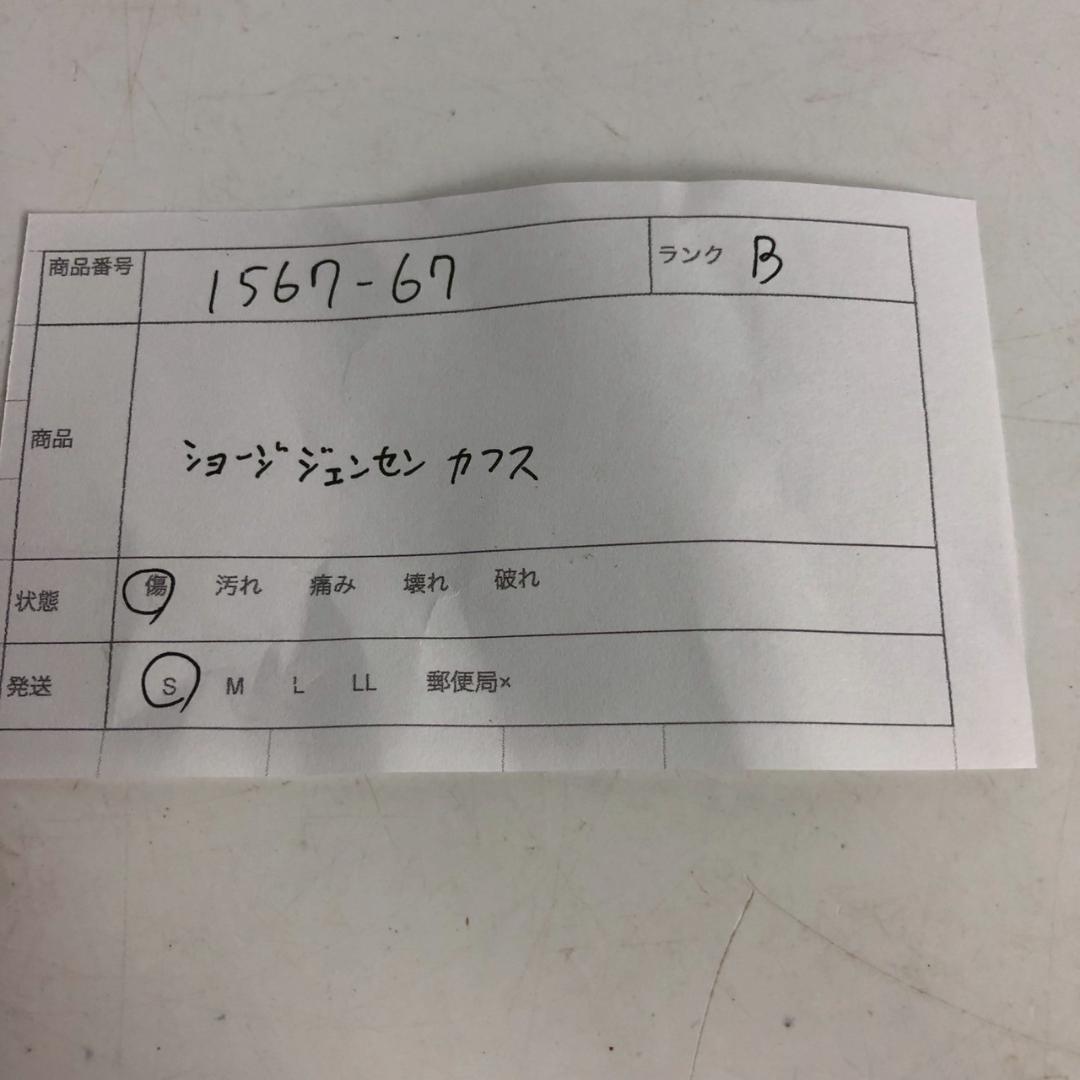 商品番号 1567-67 ランク B
商品 ショージ ジェンセン カフス
状態 傷 汚れ 痛み 壊れ 破れ
発送 S M L LL 郵便局×